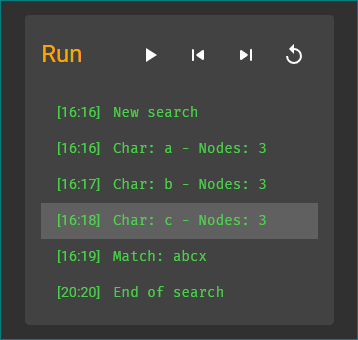 Run
[16:16] New search
[16:16] Char: a - Nodes: 3
[16:17] Char: b - Nodes: 3
[16:18] Char: c - Nodes: 3
[16:19] Match: abcx
[20:20] End of search